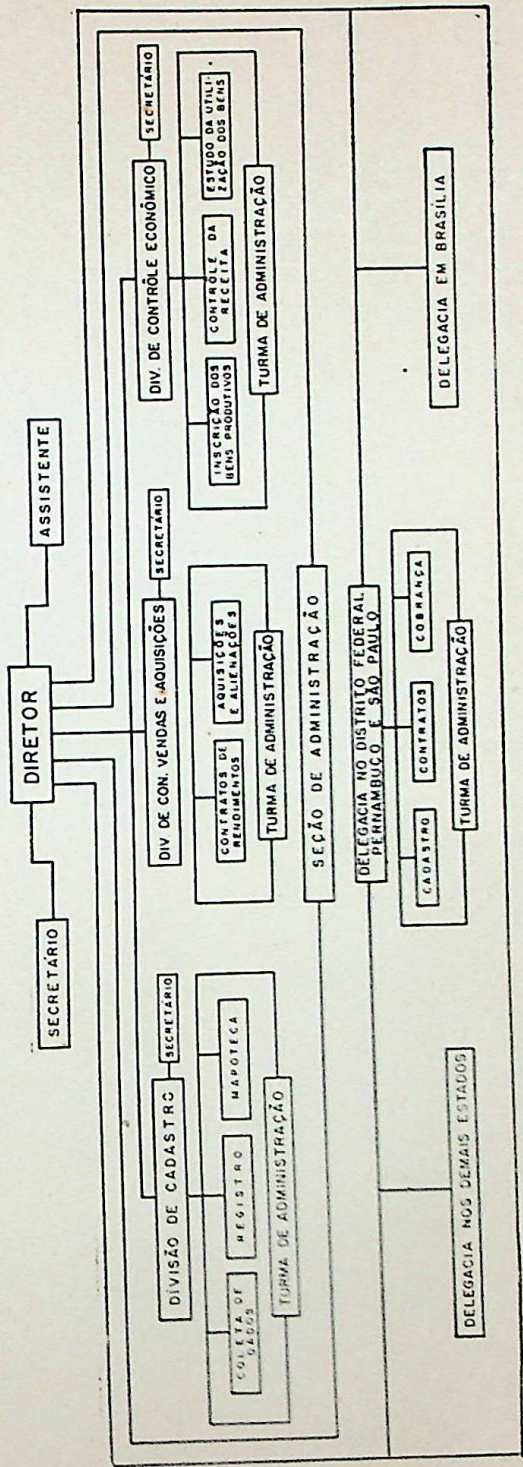 DIRETOR
SECRETÁRIO
ASSISTENTE
DIVISÃO DE CADASTRO
SECRETÁRIO
COLETA DE
DADOS
REGISTRO
MAPOTECA
TURMA DE ADMINISTRAÇÃO
DIV. DE CON. VENDAS E AQUISIÇÕES
SECRETÁRIO
CONTRATOS DE
RENDIMENTOS
AQUISIÇÕES
E ALIENAÇÕES
TURMA DE ADMINISTRAÇÃO
DIV. DE CONTRÔLE ECONÔMICO
SECRETÁRIO
INSCRIÇÃO DOS
BENS PRODUTIVOS
CONTRÔLE DA
RECEITA
ESTUDO DA UTILI-
ZAÇÃO DOS BENS
TURMA DE ADMINISTRAÇÃO
SEÇÃO DE ADMINISTRAÇÃO
DELEGACIA NO DISTRITO FEDERAL,
PERNAMBUCO E SÃO PAULO
CADASTRO
CONTRATOS
COBRANÇA
TURMA DE ADMINISTRAÇÃO
DELEGACIA NOS DEMAIS ESTADOS
DELEGACIA EM BRASÍLIA